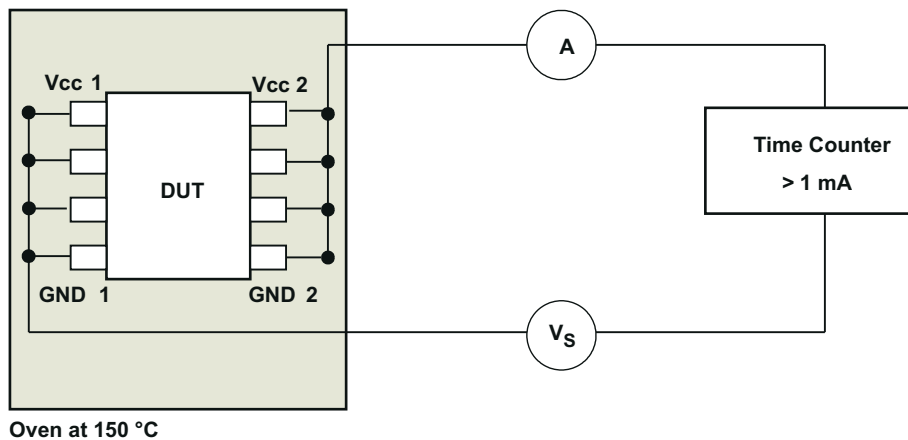 A
Vcc 1
Vcc 2
Time Counter
> 1 mA
DUT
GND 1
GND 2
VS
Oven at 150 °C